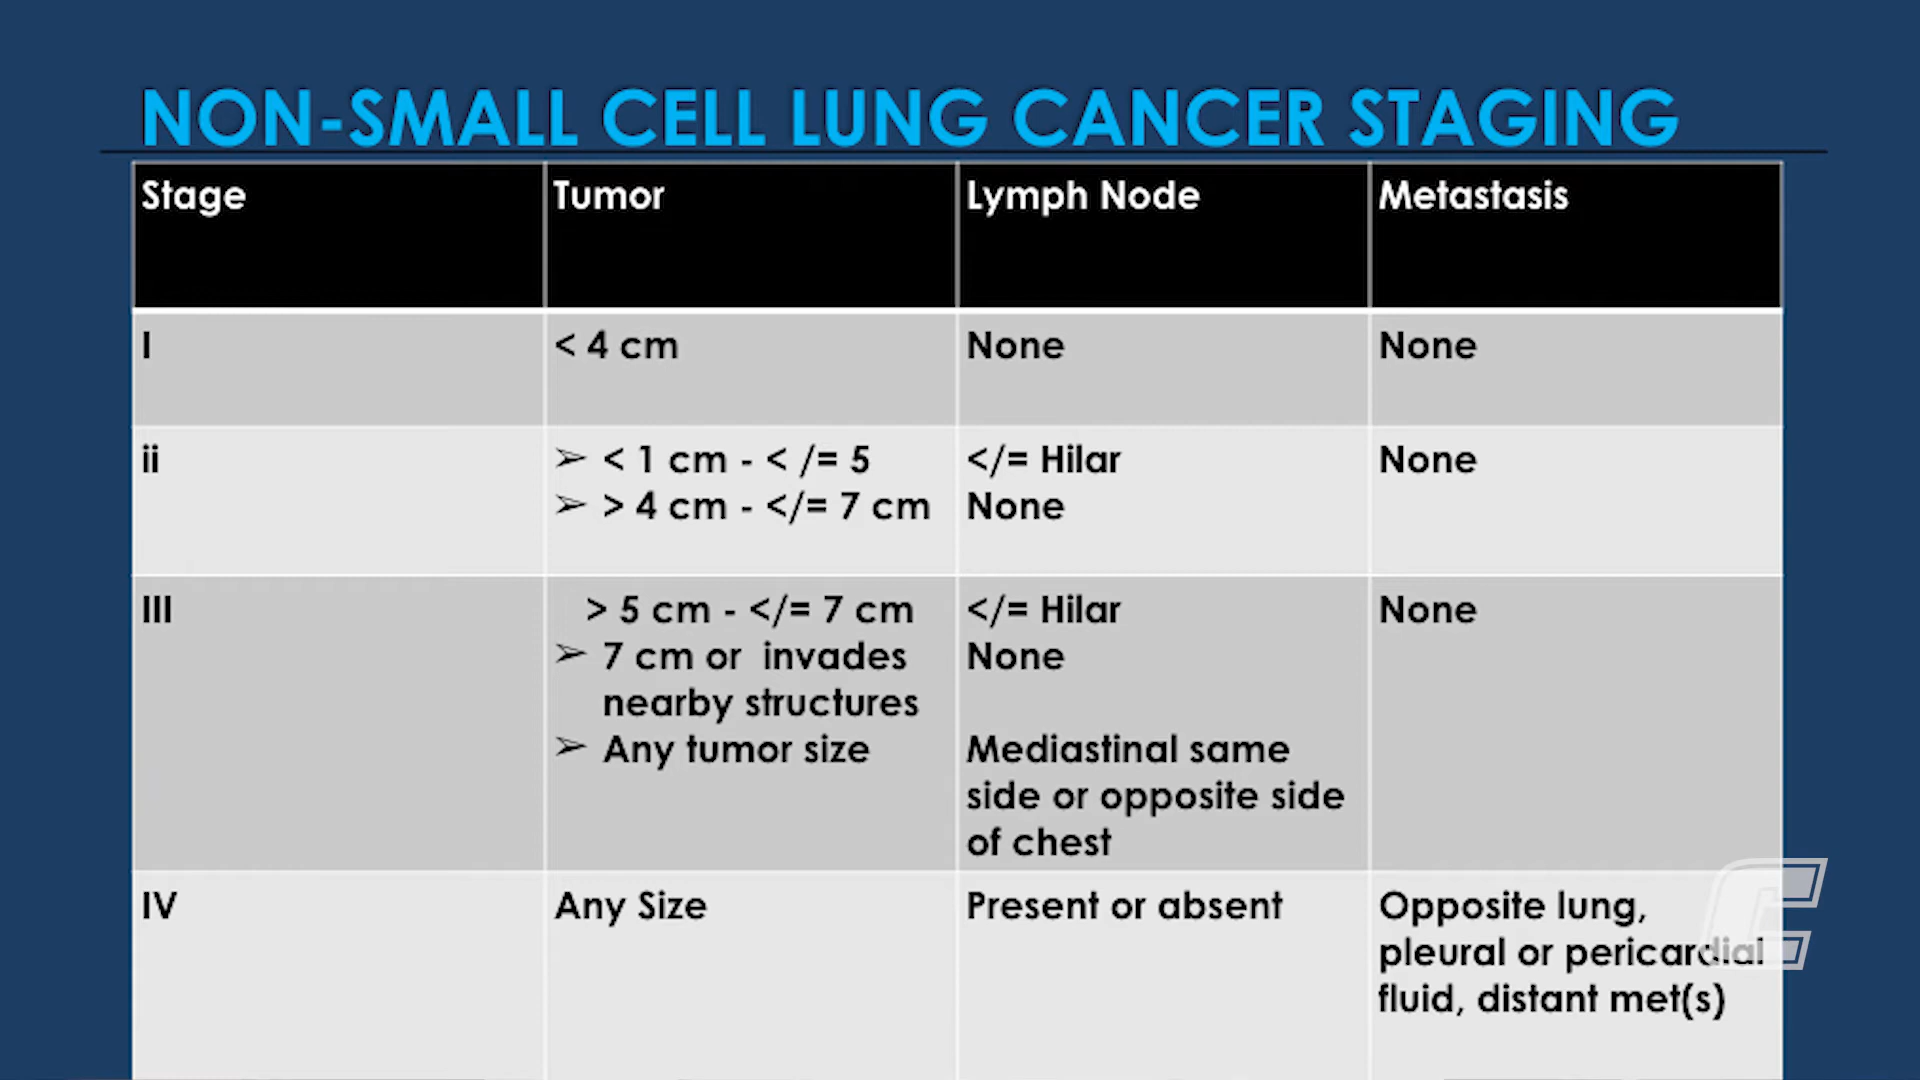 NON-SMALL CELL LUNG CANCER STAGING
Stage Tumor Lymph Node Metastasis
I < 4 cm None None
ii ➢ < 1 cm - < /= 5 </= Hilar None
➢ > 4 cm - </= 7 cm None
III > 5 cm - </= 7 cm </= Hilar None
➢ 7 cm or invades None
nearby structures
➢ Any tumor size Mediastinal same
side or opposite side
of chest
IV Any Size Present or absent Opposite lung,
pleural or pericardial
fluid, distant met(s)
C